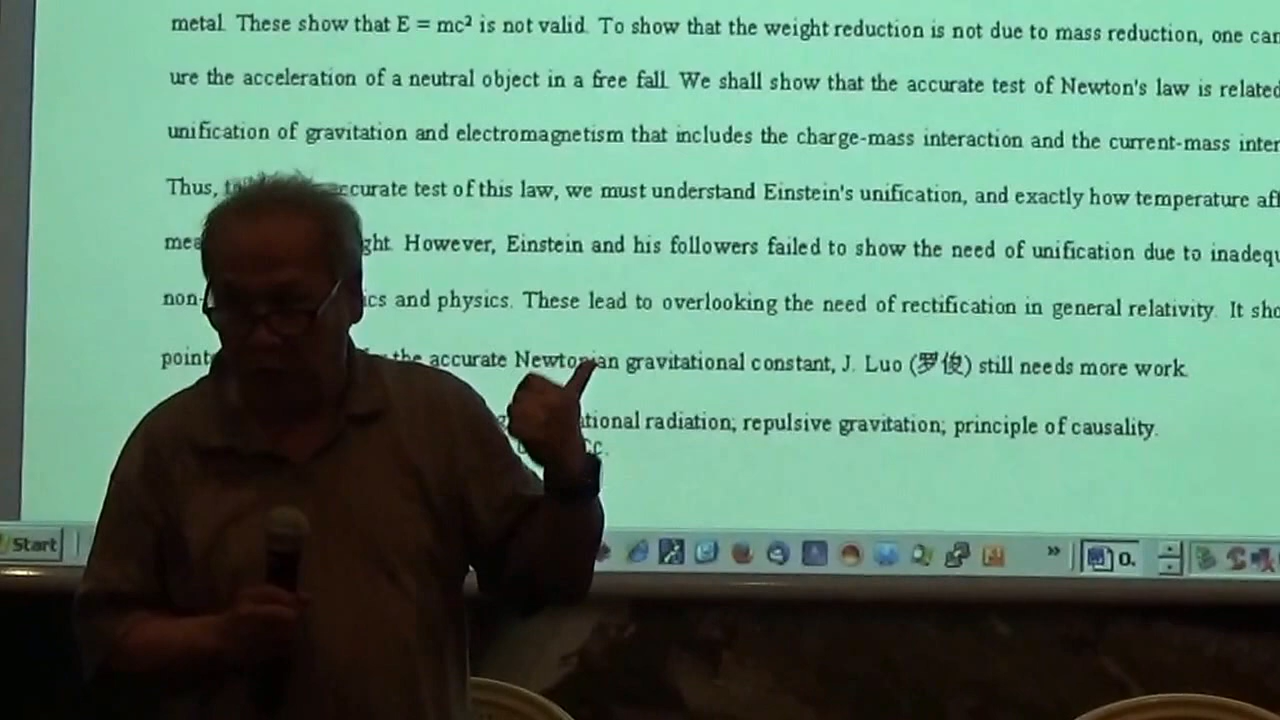 metal. These show that E = mc² is not valid. To show that the weight reduction is not due to mass reduction, one can
ure the acceleration of a neutral object in a free fall. We shall show that the accurate test of Newton's law is related
unification of gravitation and electromagnetism that includes the charge-mass interaction and the current-mass inter
Thus, accurate test of this law, we must understand Einstein's unification, and exactly how temperature aff
mea ght. However, Einstein and his followers failed to show the need of unification due to inadequ
non- ics and physics. These lead to overlooking the need of rectification in general relativity. It sho
point the accurate Newtonian gravitational constant, J. Luo (罗俊) still needs more work.
ational radiation; repulsive gravitation; principle of causality.
Start
0.